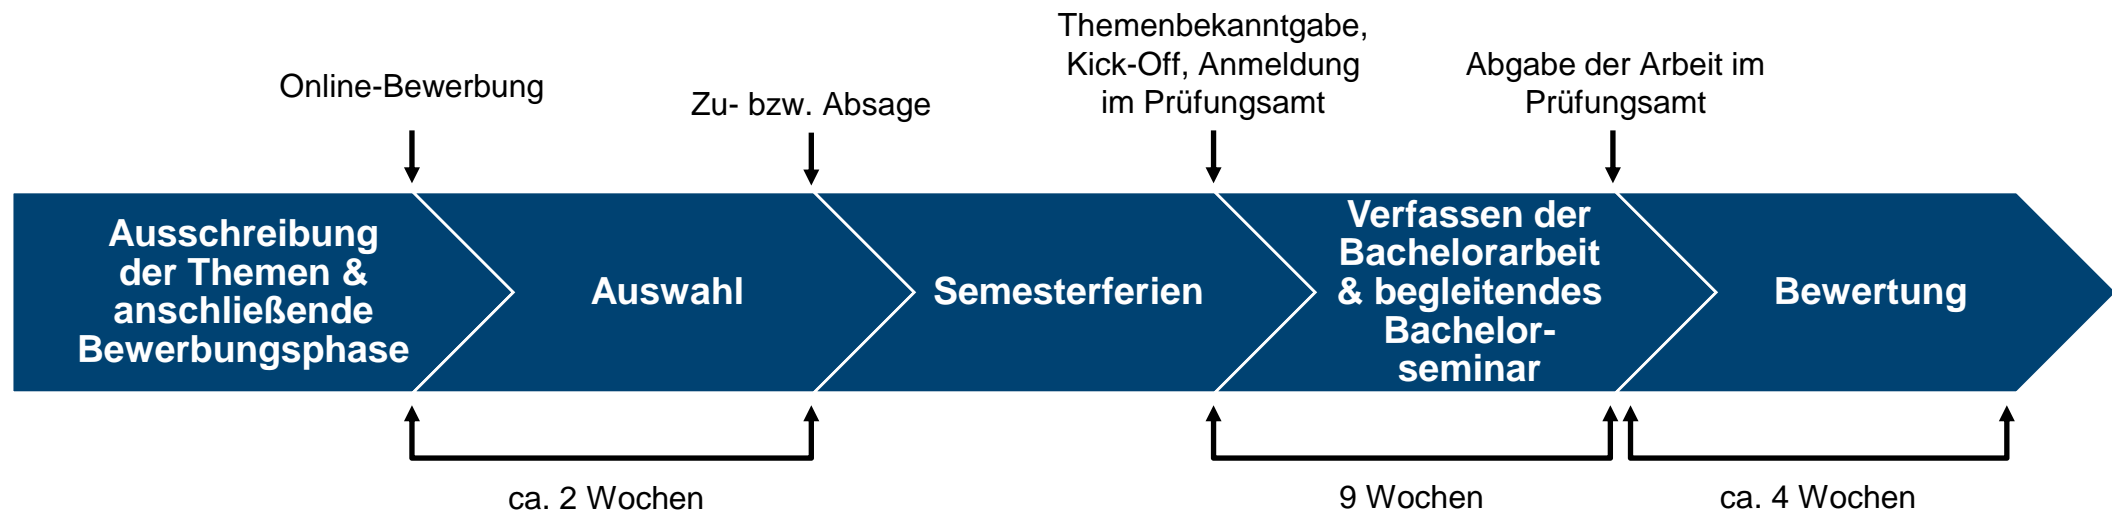 Online-Bewerbung
Zu- bzw. Absage
Themenbekanntgabe,
Kick-Off, Anmeldung
im Prüfungsamt
Abgabe der Arbeit im
Prüfungsamt
Ausschreibung
der Themen &
anschließende
Bewerbungsphase
Auswahl
Semesterferien
Verfassen der
Bachelorarbeit
& begleitendes
Bachelor-
seminar
Bewertung
ca. 2 Wochen
9 Wochen
ca. 4 Wochen